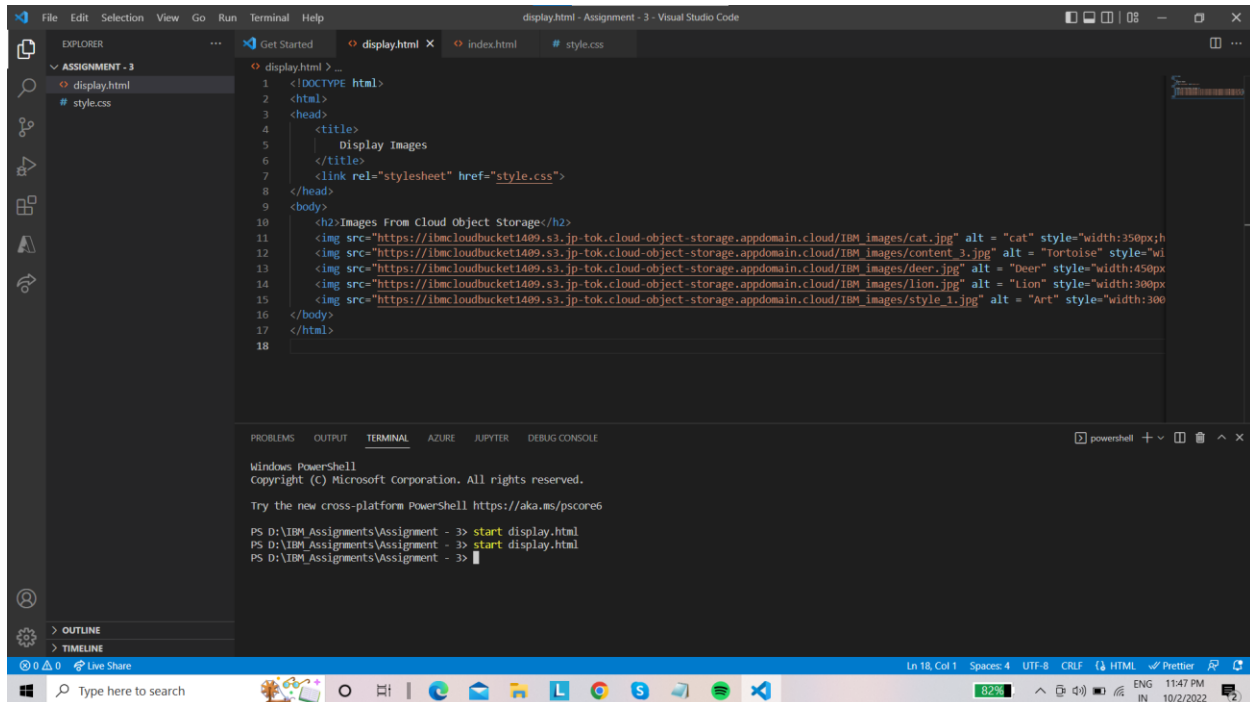 File Edit Selection View Go Run Terminal Help
display.html - Assignment - 3 - Visual Studio Code
EXPLORER
ASSIGNMENT - 3
display.html
style.css
OUTLINE
TIMELINE
Get Started display.html index.html style.css
display.html > ...
1 <!DOCTYPE html>
2 <html>
3 <head>
4 <title>
5 Display Images
6 </title>
7 <link rel="stylesheet" href="style.css">
8 </head>
9 <body>
10 <h2>Images From Cloud Object Storage</h2>
11 <img src="https://ibmcloudbucket1409.s3.jp-tok.cloud-object-storage.appdomain.cloud/IBM_images/cat.jpg" alt = "cat" style="width:350px;h
12 <img src="https://ibmcloudbucket1409.s3.jp-tok.cloud-object-storage.appdomain.cloud/IBM_images/content_3.jpg" alt = "Tortoise" style="wi
13 <img src="https://ibmcloudbucket1409.s3.jp-tok.cloud-object-storage.appdomain.cloud/IBM_images/deer.jpg" alt = "Deer" style="width:450px
14 <img src="https://ibmcloudbucket1409.s3.jp-tok.cloud-object-storage.appdomain.cloud/IBM_images/lion.jpg" alt = "Lion" style="width:300px
15 <img src="https://ibmcloudbucket1409.s3.jp-tok.cloud-object-storage.appdomain.cloud/IBM_images/style_1.jpg" alt = "Art" style="width:300
16 </body>
17 </html>
18
PROBLEMS OUTPUT TERMINAL AZURE JUPYTER DEBUG CONSOLE
powershell
Windows PowerShell
Copyright (C) Microsoft Corporation. All rights reserved.
Try the new cross-platform PowerShell https://aka.ms/pscore6
PS D:\IBM_Assignments\Assignment - 3> start display.html
PS D:\IBM_Assignments\Assignment - 3> start display.html
PS D:\IBM_Assignments\Assignment - 3>
0 0 Live Share
Ln 18, Col 1 Spaces: 4 UTF-8 CRLF HTML Prettier
Type here to search
82%
ENG 11:47 PM
IN 10/2/2022
2